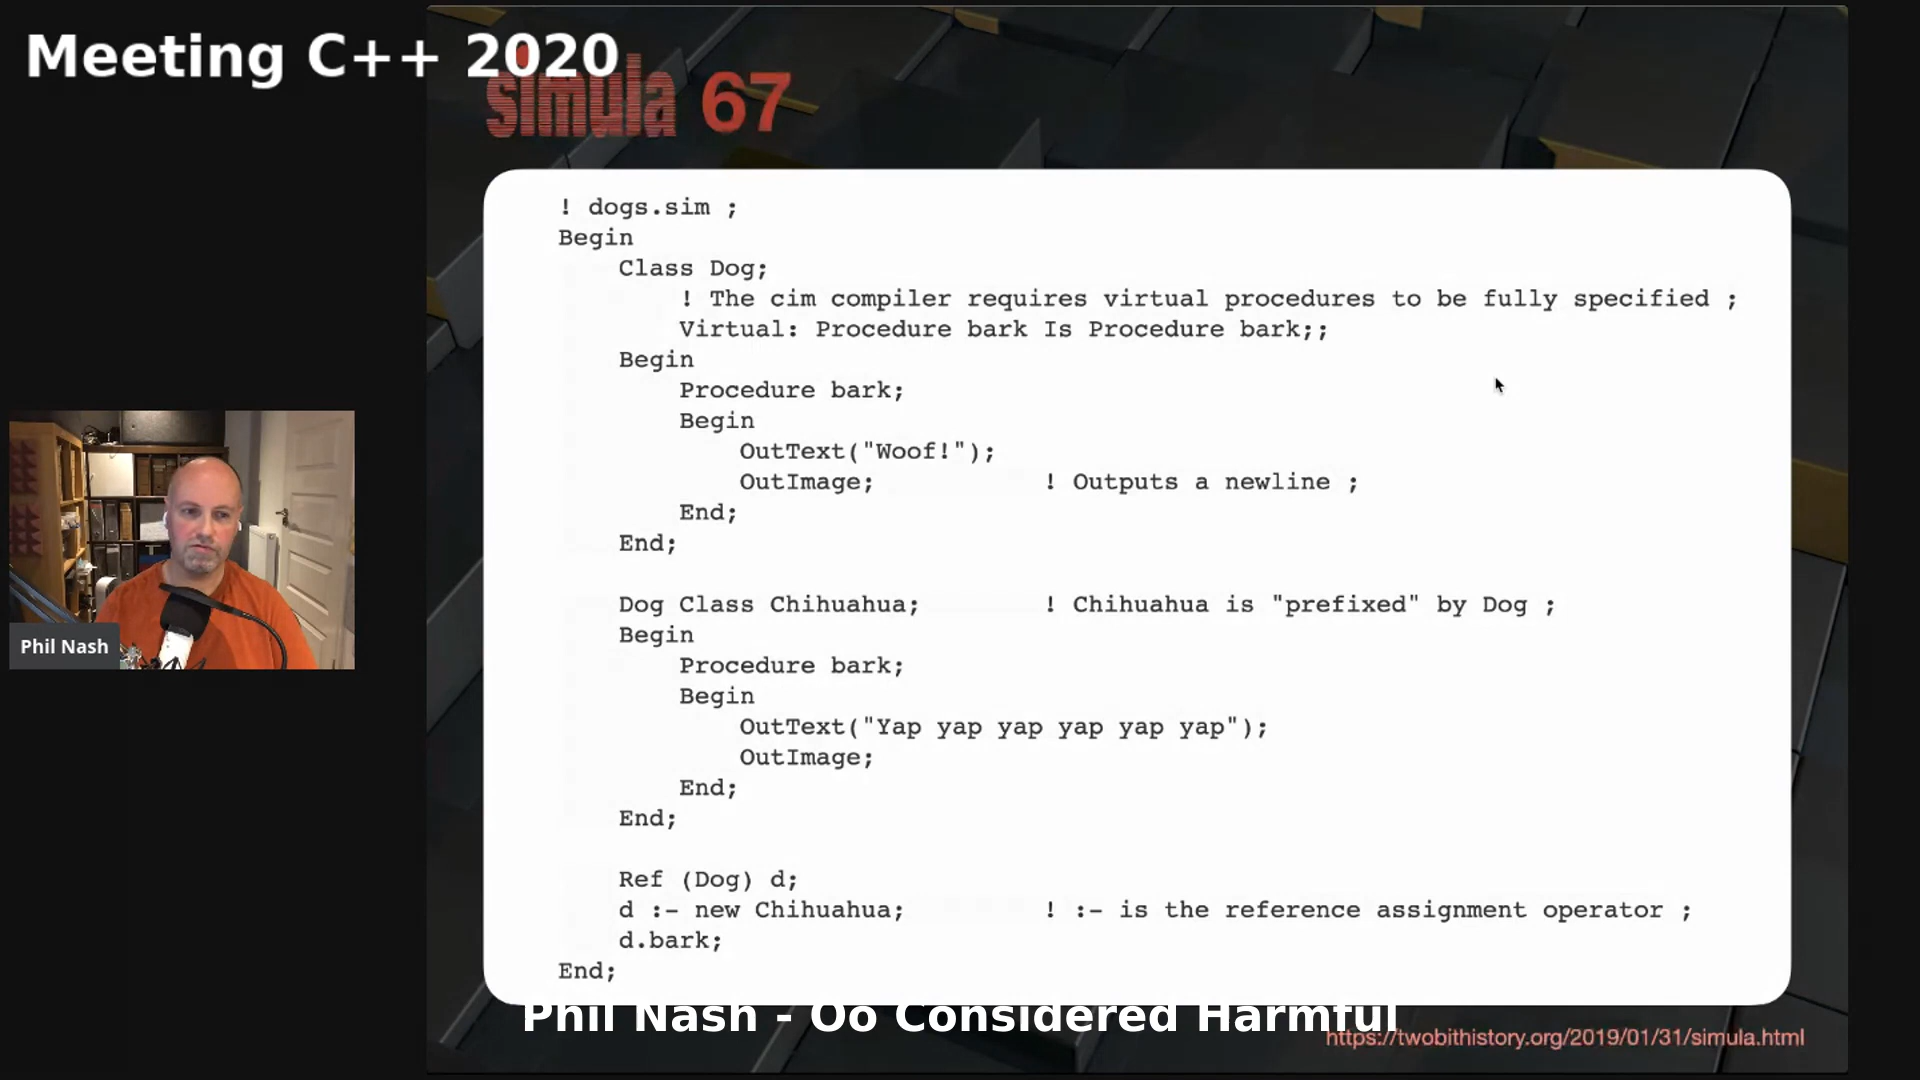 Meeting C++ 2020
simula 67
! dogs.sim ;
Begin
    Class Dog;
        ! The cim compiler requires virtual procedures to be fully specified ;
        Virtual: Procedure bark Is Procedure bark;;
    Begin
        Procedure bark;
        Begin
            OutText("Woof!");
            OutImage;           ! Outputs a newline ;
        End;
    End;

    Dog Class Chihuahua;        ! Chihuahua is "prefixed" by Dog ;
    Begin
        Procedure bark;
        Begin
            OutText("Yap yap yap yap yap yap");
            OutImage;
        End;
    End;

    Ref (Dog) d;
    d :- new Chihuahua;         ! :- is the reference assignment operator ;
    d.bark;
End;
Phil Nash
Phil Nash - Oo Considered Harmful
https://twobithistory.org/2019/01/31/simula.html